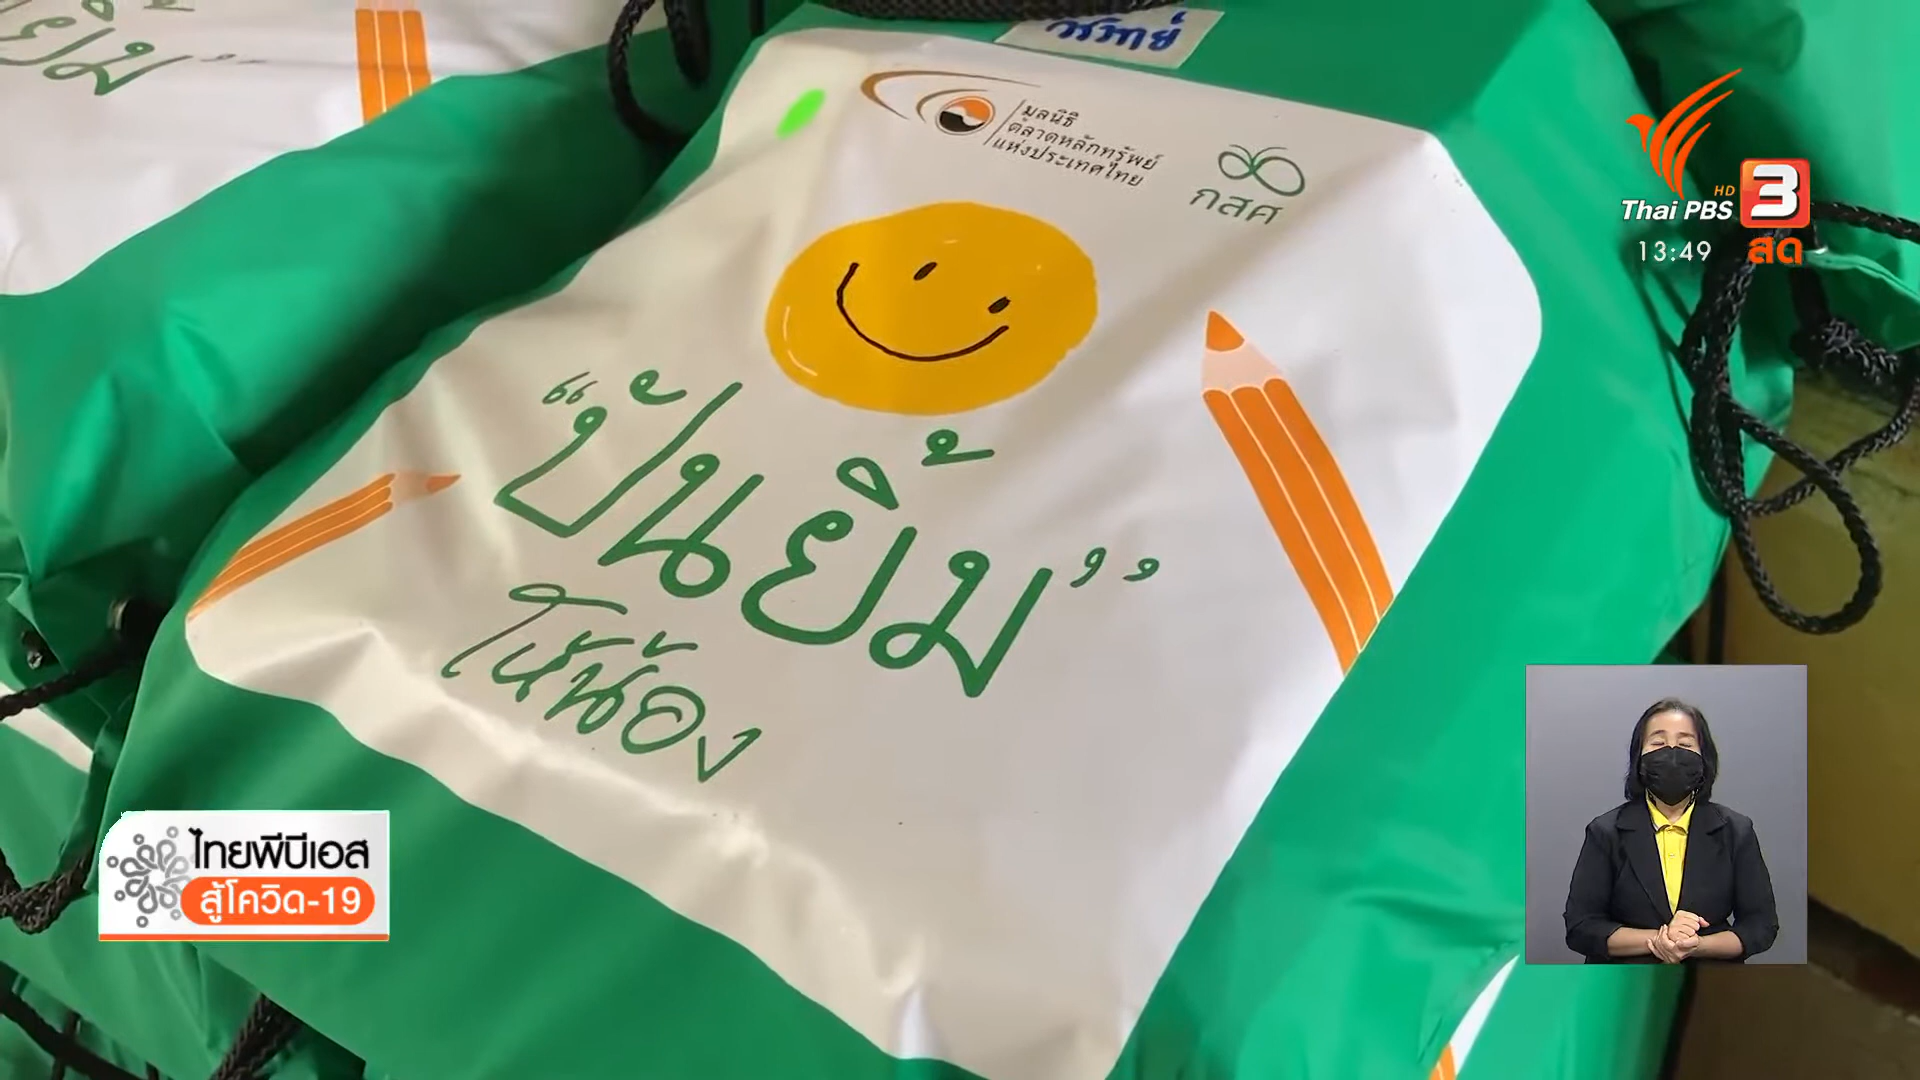 วรวิทย์
มูลนิธิ
ตลาดหลักทรัพย์
แห่งประเทศไทย
กสศ
"ปันยิ้ม"
ให้น้อง
HD
Thai PBS 3
13:49 สด
ไทยพีบีเอส
สู้โควิด-19